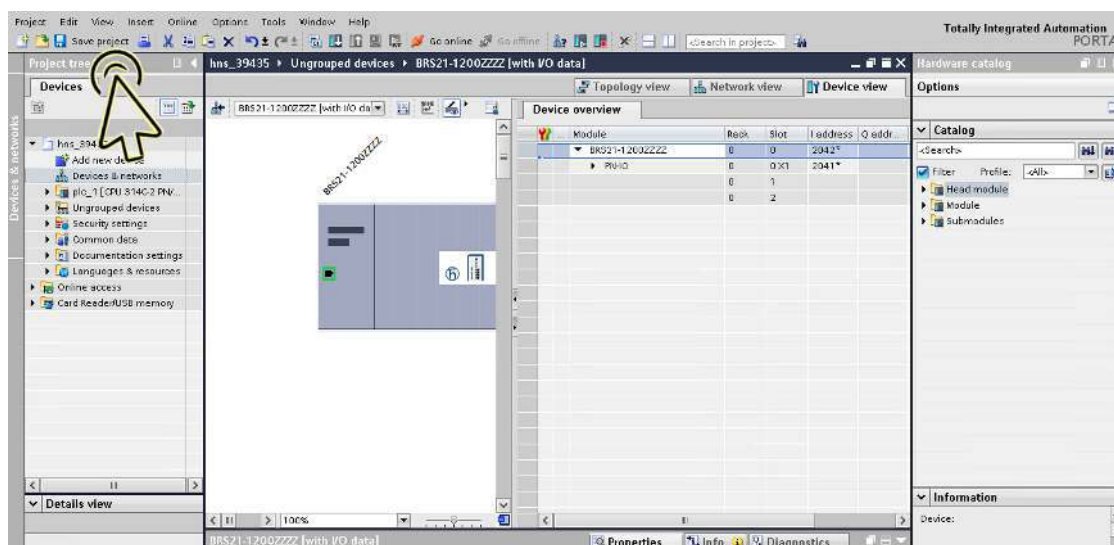 Project Edit View Insert Online Options Tools Window Help
Totally Integrated Automation
PORTA
Save project
Go online
Go offline
<Search in project>
Project tree
hns_39435 ▸ Ungrouped devices ▸ BRS21-1200ZZZZ [with I/O data]
Hardware catalog
Devices
Topology view
Network view
Device view
Options
BRS21-1200ZZZZ [with I/O da
Device overview
Devices & networks
Module Rack Slot I address Q addr...
BRS21-1200ZZZZ 0 0 2042*
PN-IO 0 0 X1 2041*
0 1
0 2
Catalog
<Search>
Filter Profile: <All>
Head module
Module
Submodules
Add new
Devices & networks
plc_1 [CPU 314C-2 PN/...
Ungrouped devices
Security settings
Common data
Documentation settings
Languages & resources
Online access
Card Reader/USB memory
BRS21-1200ZZZZ
Details view
100%
Information
Device:
BRS21-1200ZZZZ [with I/O data]
Properties
Info
Diagnostics